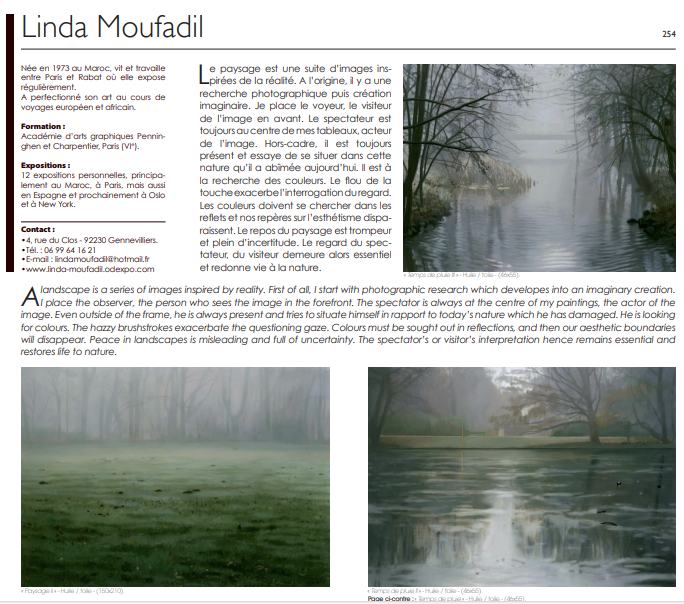 Linda Moufadil
254
Née en 1973 au Maroc, vit et travaille
entre Paris et Rabat où elle expose
régulièrement.
A perfectionné son art au cours de
voyages européen et africain.
Formation :
Académie d'arts graphiques Pennin-
ghen et Charpentier, Paris (VIᵉ).
Expositions :
12 expositions personnelles, principa-
lement au Maroc, à Paris, mais aussi
en Espagne et prochainement à Oslo
et à New York.
Contact :
•4, rue du Clos - 92230 Gennevilliers.
•Tél. : 06 99 64 16 21
•E-mail : lindamoufadil@hotmail.fr
•www.linda-moufadil.odexpo.com
Le paysage est une suite d'images ins-
pirées de la réalité. A l'origine, il y a une
recherche photographique puis création
imaginaire. Je place le voyeur, le visiteur
de l'image en avant. Le spectateur est
toujours au centre de mes tableaux, acteur
de l'image. Hors-cadre, il est toujours
présent et essaye de se situer dans cette
nature qu'il a abîmée aujourd'hui. Il est à
la recherche des couleurs. Le flou de la
touche exacerbe l'interrogation du regard.
Les couleurs doivent se chercher dans les
reflets et nos repères sur l'esthétisme dispa-
raissent. Le repos du paysage est trompeur
et plein d'incertitude. Le regard du spec-
tateur, du visiteur demeure alors essentiel
et redonne vie à la nature.
« Temps de pluie III » - Huile / toile - (46x55).
A landscape is a series of images inspired by reality. First of all, I start with photographic research which developes into an imaginary creation.
I place the observer, the person who sees the image in the forefront. The spectator is always at the centre of my paintings, the actor of the
image. Even outside of the frame, he is always present and tries to situate himself in rapport to today's nature which he has damaged. He is looking
for colours. The hazzy brushstrokes exacerbate the questioning gaze. Colours must be sought out in reflections, and then our aesthetic boundaries
will disappear. Peace in landscapes is misleading and full of uncertainty. The spectator's or visitor's interpretation hence remains essential and
restores life to nature.
« Paysage II » - Huile / toile - (150x210).
« Temps de pluie II » - Huile / toile - (46x55).
Page ci-contre : « Temps de pluie » - Huile / toile - (46x55).